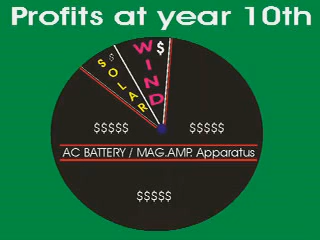 Profits at year 10th
SOLAR $
WIND $
$$$$$ $$$$$
AC BATTERY / MAG.AMP. Apparatus
$$$$$